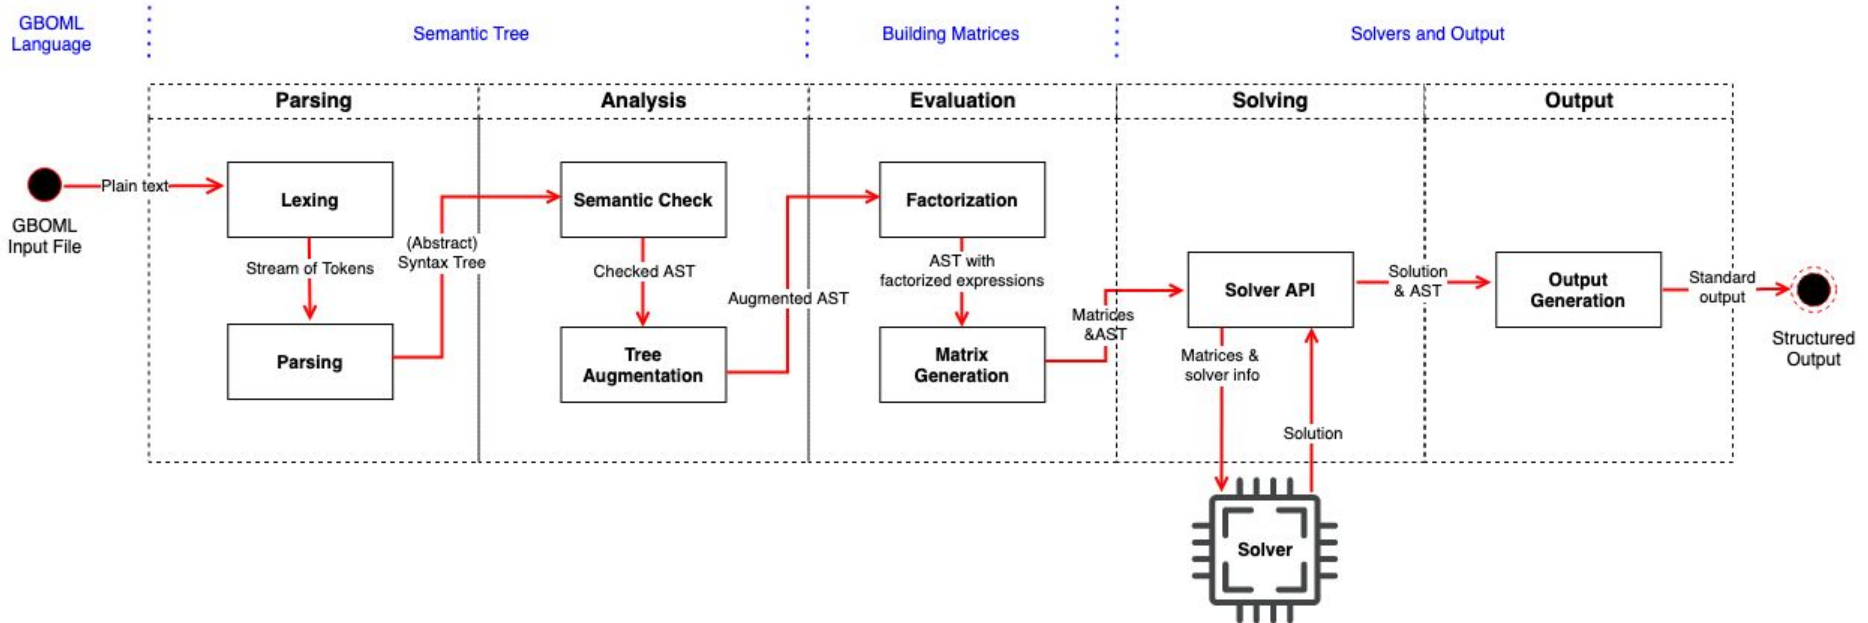 GBOML
Language
Semantic Tree
Building Matrices
Solvers and Output
Parsing
Analysis
Evaluation
Solving
Output
GBOML
Input File
Plain text
Lexing
Stream of Tokens
Parsing
(Abstract)
Syntax Tree
Semantic Check
Checked AST
Tree
Augmentation
Augmented AST
Factorization
AST with
factorized expressions
Matrix
Generation
Matrices
&AST
Solver API
Matrices &
solver info
Solution
Solver
Solution
& AST
Output
Generation
Standard
output
Structured
Output